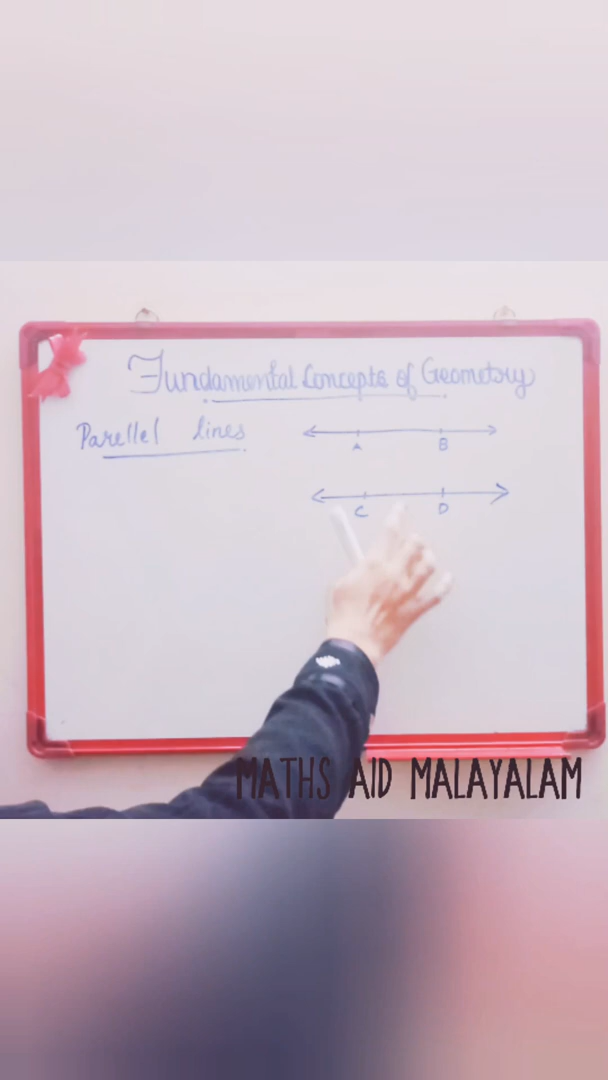 Fundamental Concepts of Geometry
Parellel lines
A B
C D
MATHS AID MALAYALAM